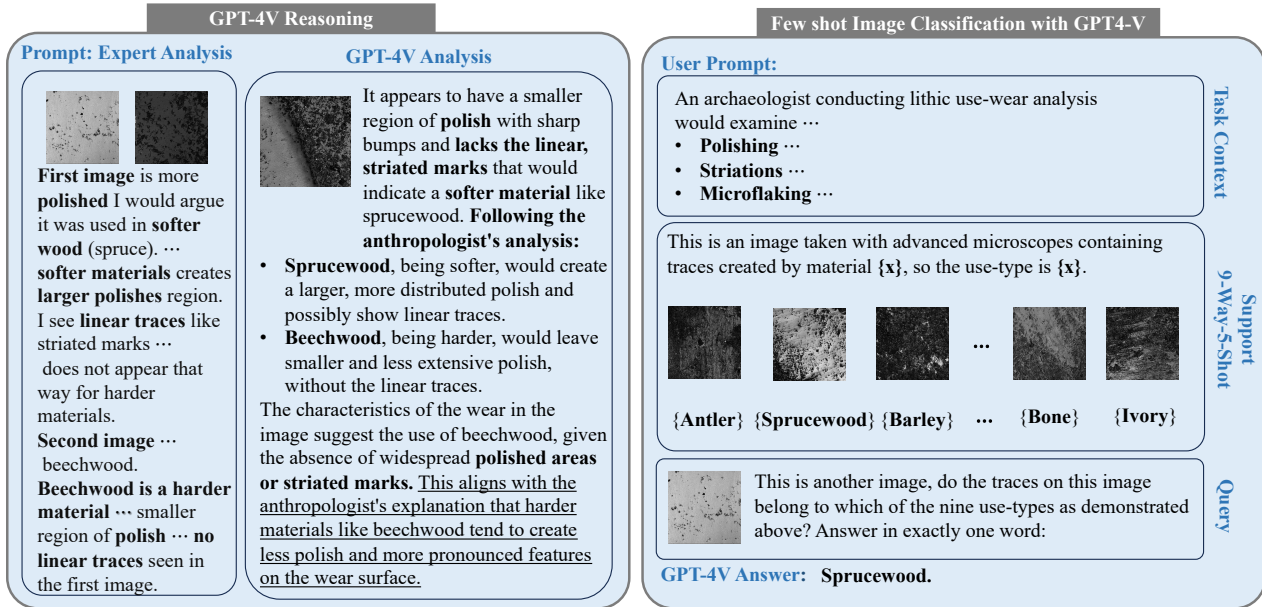 GPT-4V Reasoning
Prompt: Expert Analysis
First image is more
polished I would argue
it was used in softer
wood (spruce). ···
softer materials creates
larger polishes region.
I see linear traces like
striated marks ···
does not appear that
way for harder
materials.
Second image ···
beechwood.
Beechwood is a harder
material ··· smaller
region of polish ··· no
linear traces seen in
the first image.
GPT-4V Analysis
It appears to have a smaller
region of polish with sharp
bumps and lacks the linear,
striated marks that would
indicate a softer material like
sprucewood. Following the
anthropologist's analysis:
• Sprucewood, being softer, would create
a larger, more distributed polish and
possibly show linear traces.
• Beechwood, being harder, would leave
smaller and less extensive polish,
without the linear traces.
The characteristics of the wear in the
image suggest the use of beechwood, given
the absence of widespread polished areas
or striated marks. This aligns with the
anthropologist's explanation that harder
materials like beechwood tend to create
less polish and more pronounced features
on the wear surface.
Few shot Image Classification with GPT4-V
User Prompt:
An archaeologist conducting lithic use-wear analysis
would examine ···
• Polishing ···
• Striations ···
• Microflaking ···
Task Context
This is an image taken with advanced microscopes containing
traces created by material {x}, so the use-type is {x}.
...
{Antler} {Sprucewood} {Barley} ... {Bone} {Ivory}
Support
9-Way-5-Shot
This is another image, do the traces on this image
belong to which of the nine use-types as demonstrated
above? Answer in exactly one word:
Query
GPT-4V Answer: Sprucewood.